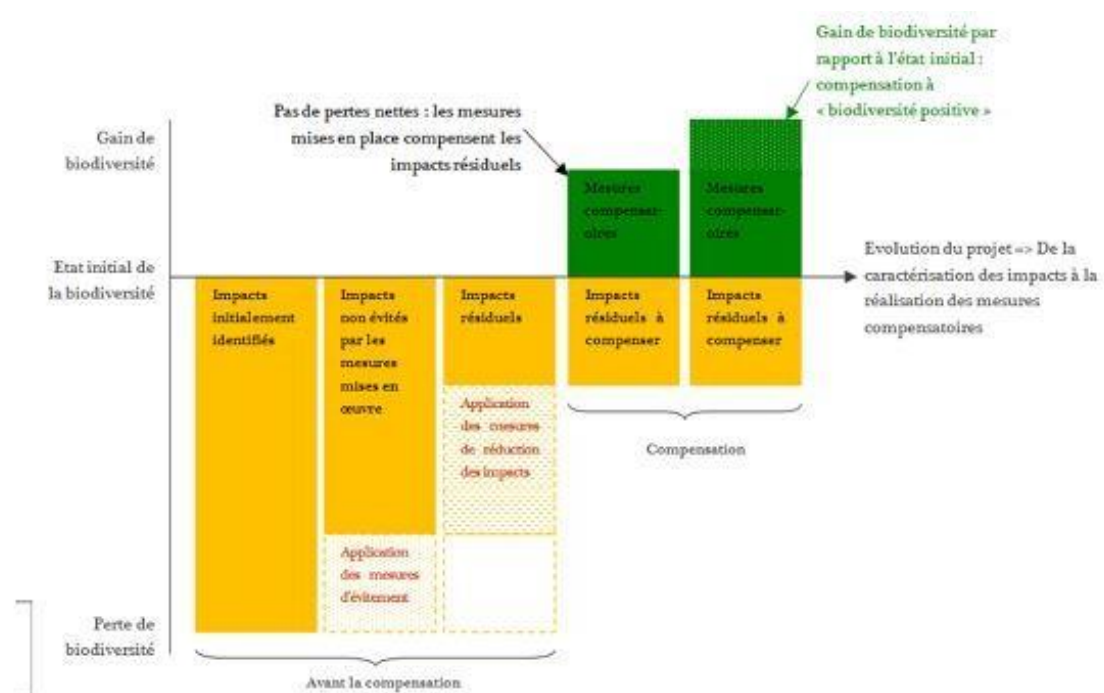 Gain de biodiversité par
rapport à l'état initial :
compensation à
« biodiversité positive »
Pas de pertes nettes : les mesures
mises en place compensent les
impacts résiduels
Gain de
biodiversité
Mesures
compensat-
oires
Mesures
compensat-
oires
Etat initial de
la biodiversité
Evolution du projet => De la
caractérisation des impacts à la
réalisation des mesures
compensatoires
Impacts
initialement
identifiés
Impacts
non évités
par les
mesures
mises en
œuvre
Impacts
résiduels
Impacts
résiduels à
compenser
Impacts
résiduels à
compenser
Application
des mesures
de réduction
des impacts
Compensation
Application
des mesures
d'évitement
Perte de
biodiversité
Avant la compensation